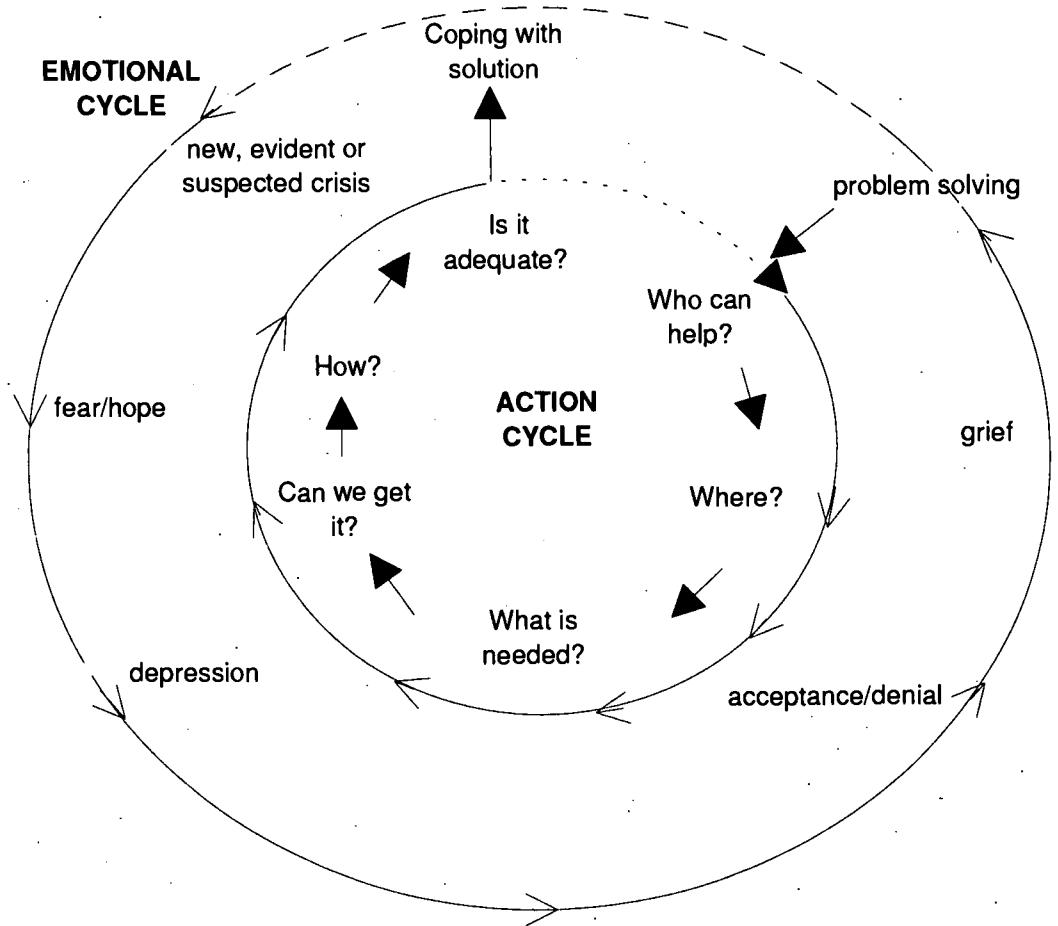 Coping with
solution
EMOTIONAL
CYCLE
new, evident or
suspected crisis
problem solving
Is it
adequate?
Who can
help?
How?
ACTION
CYCLE
fear/hope
grief
Can we get
it?
Where?
What is
needed?
depression
acceptance/denial